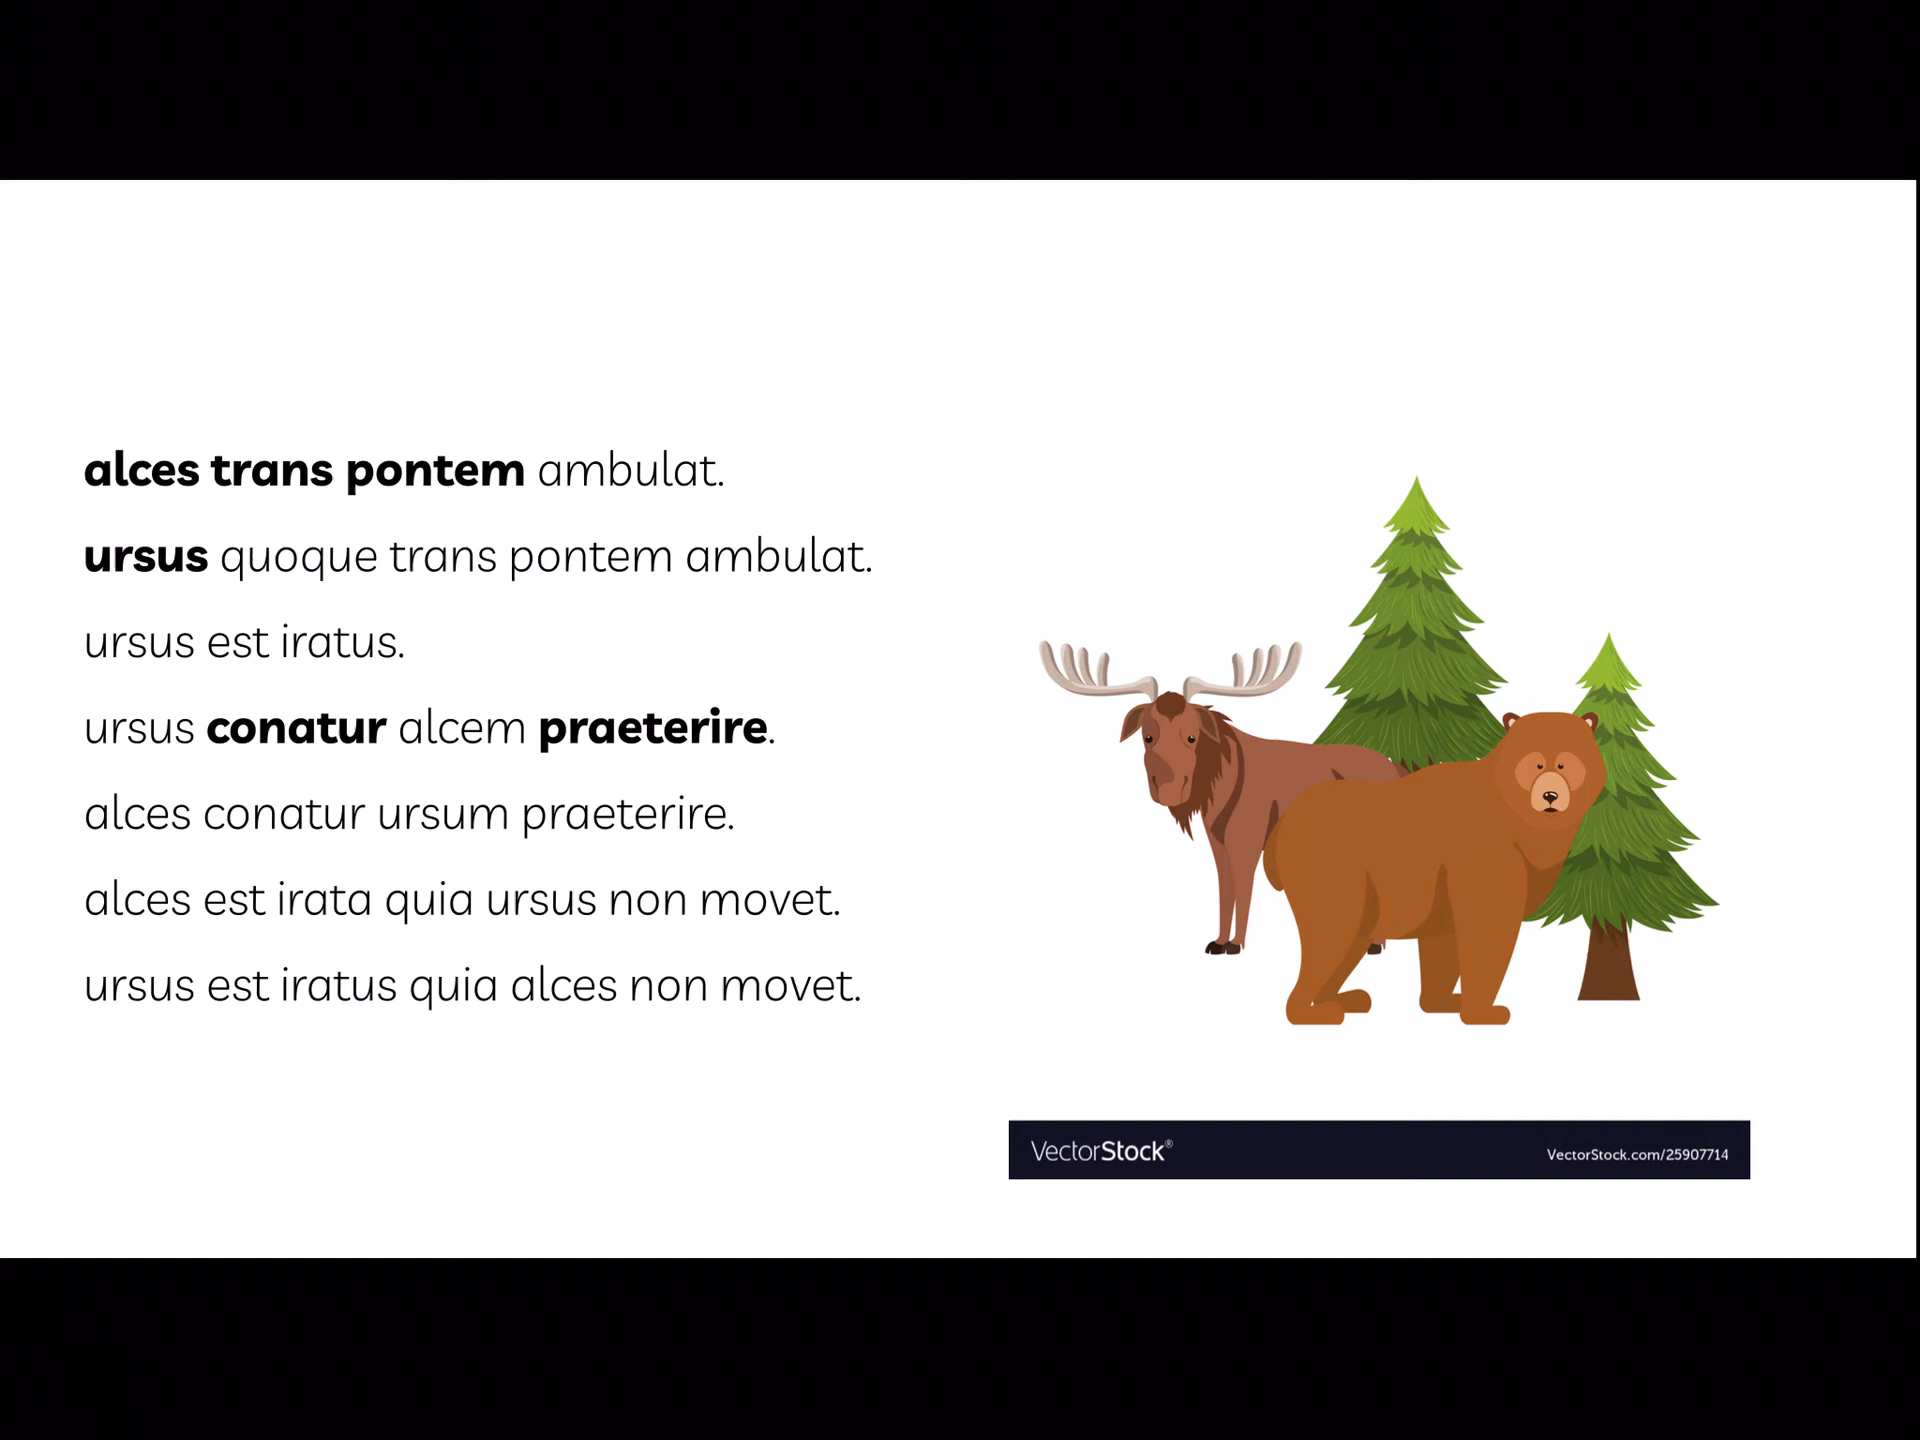 alces trans pontem ambulat.
ursus quoque trans pontem ambulat.
ursus est iratus.
ursus conatur alcem praeterire.
alces conatur ursum praeterire.
alces est irata quia ursus non movet.
ursus est iratus quia alces non movet.
VectorStock®
VectorStock.com/25907714